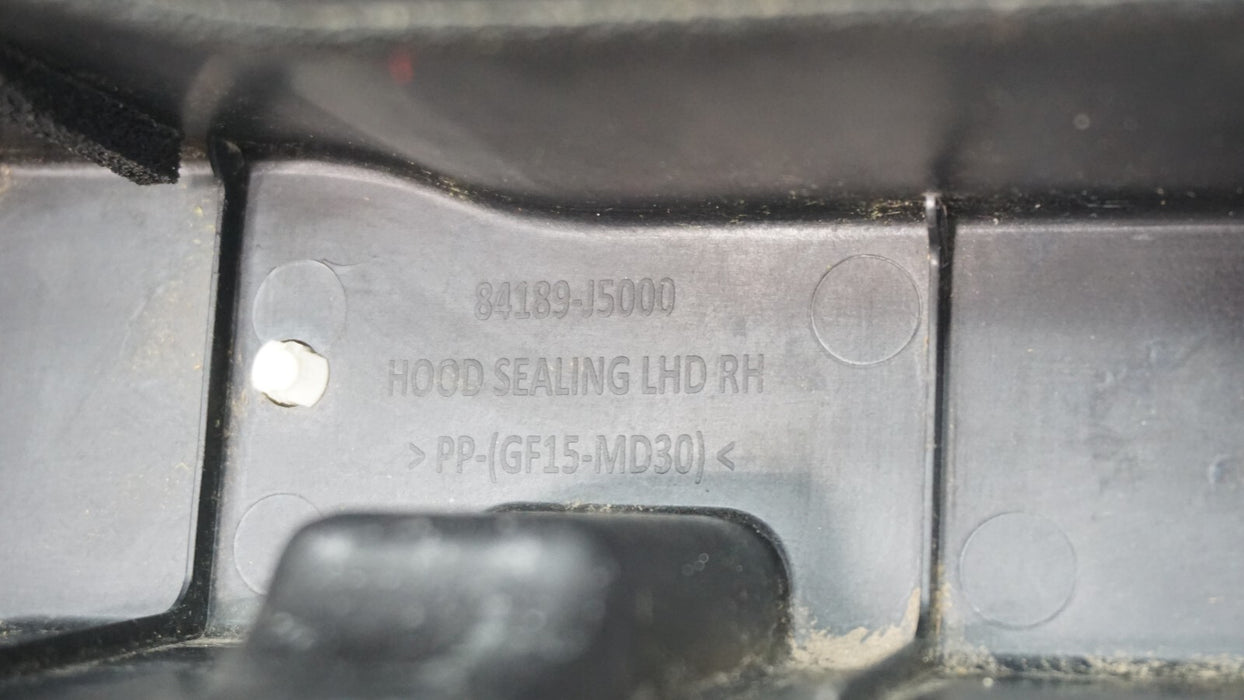 84189-J5000
HOOD SEALING LHD RH
> PP-(GF15-MD30) <